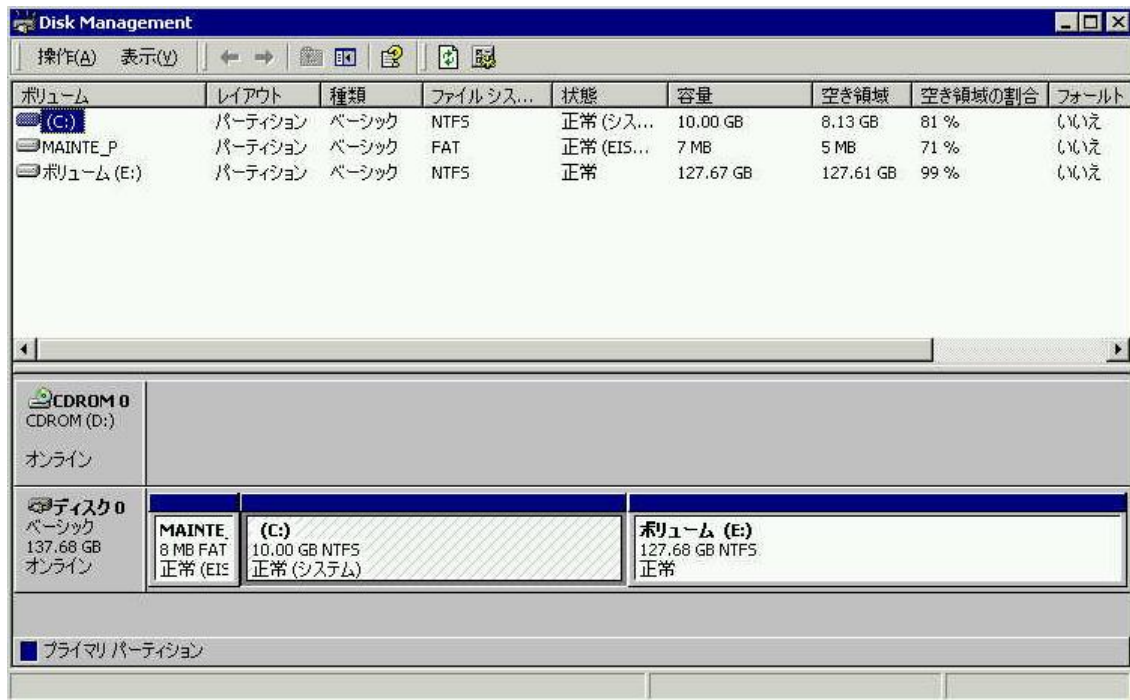 Disk Management
操作(A) 表示(V)
ボリューム レイアウト 種類 ファイル シス... 状態 容量 空き領域 空き領域の割合 フォールト
(C:) パーティション ベーシック NTFS 正常 (シス... 10.00 GB 8.13 GB 81 % いいえ
MAINTE_P パーティション ベーシック FAT 正常 (EIS... 7 MB 5 MB 71 % いいえ
ボリューム (E:) パーティション ベーシック NTFS 正常 127.67 GB 127.61 GB 99 % いいえ
CDROM 0
CDROM (D:)
オンライン
ディスク 0
ベーシック
137.68 GB
オンライン
MAINTE_
8 MB FAT
正常 (EIS
(C:)
10.00 GB NTFS
正常 (システム)
ボリューム (E:)
127.68 GB NTFS
正常
プライマリ パーティション